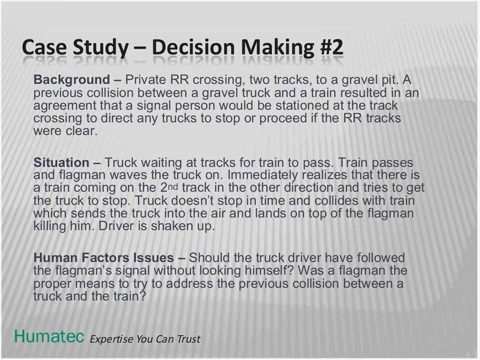 Case Study – Decision Making #2
Background – Private RR crossing, two tracks, to a gravel pit. A
previous collision between a gravel truck and a train resulted in an
agreement that a signal person would be stationed at the track
crossing to direct any trucks to stop or proceed if the RR tracks
were clear.
Situation – Truck waiting at tracks for train to pass. Train passes
and flagman waves the truck on. Immediately realizes that there is
a train coming on the 2nd track in the other direction and tries to get
the truck to stop. Truck doesn't stop in time and collides with train
which sends the truck into the air and lands on top of the flagman
killing him. Driver is shaken up.
Human Factors Issues – Should the truck driver have followed
the flagman's signal without looking himself? Was a flagman the
proper means to try to address the previous collision between a
truck and the train?
Humatec Expertise You Can Trust